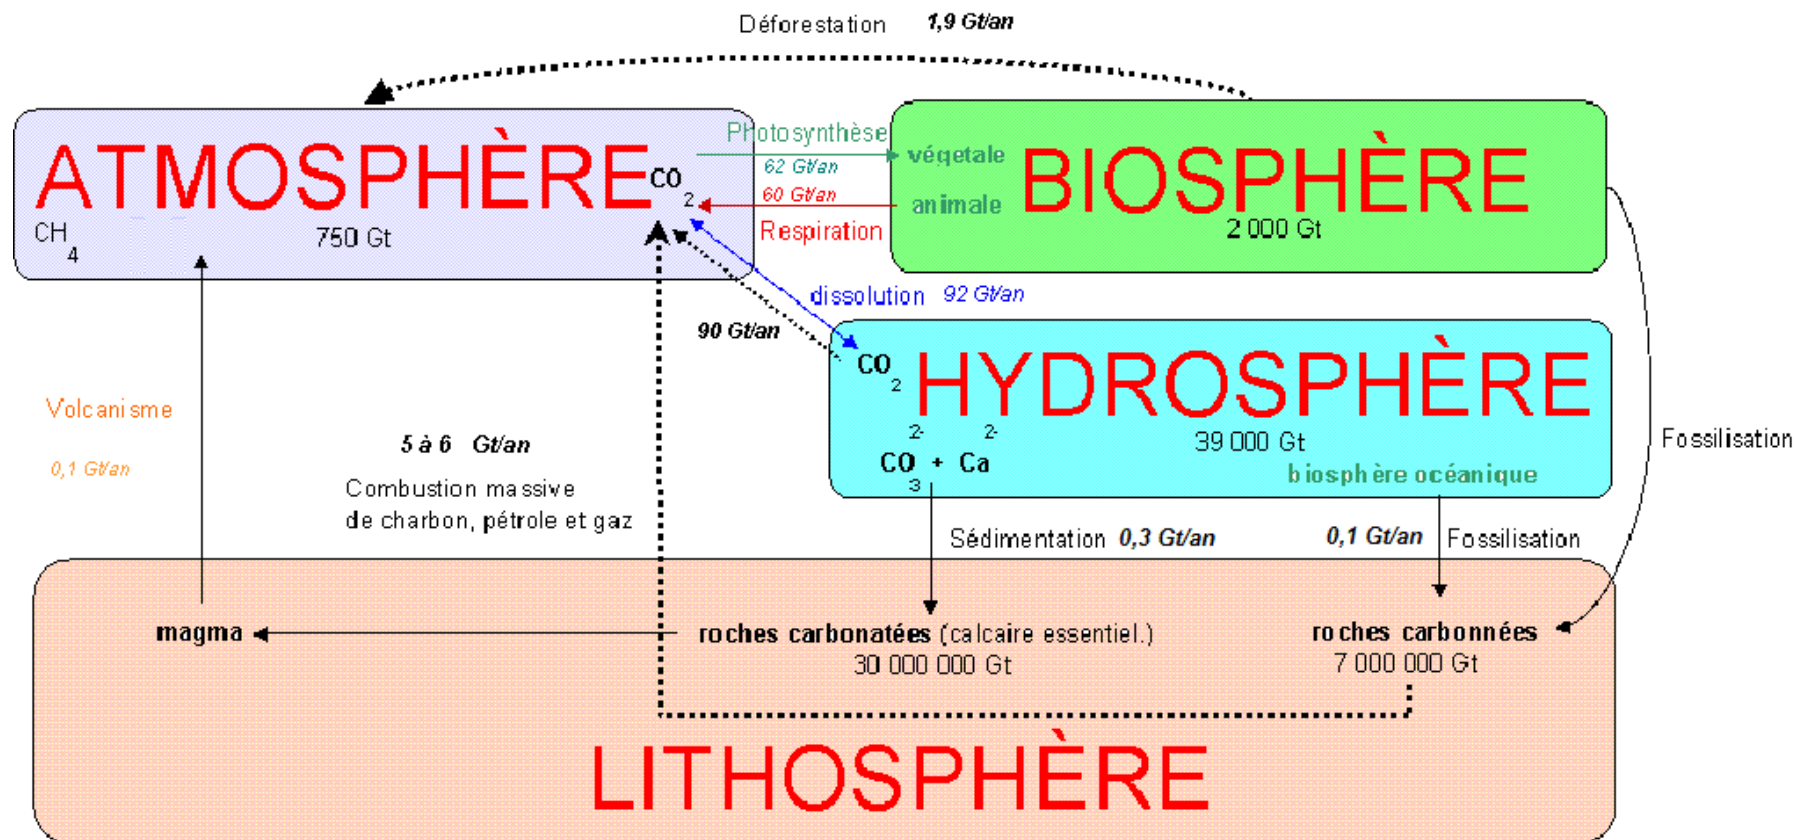 Déforestation 1,9 Gt/an
ATMOSPHÈRE CO2
CH4
750 Gt
Photosynthèse
62 Gt/an
60 Gt/an
Respiration
végetale
animale
BIOSPHÈRE
2 000 Gt
dissolution 92 Gt/an
90 Gt/an
CO2
HYDROSPHÈRE
39 000 Gt
2- 2-
CO3 + Ca
biosphère océanique
Volcanisme
0,1 Gt/an
5 à 6 Gt/an
Combustion massive
de charbon, pétrole et gaz
Fossilisation
Sédimentation 0,3 Gt/an
0,1 Gt/an Fossilisation
magma
roches carbonatées (calcaire essentiel.)
30 000 000 Gt
roches carbonnées
7 000 000 Gt
LITHOSPHÈRE